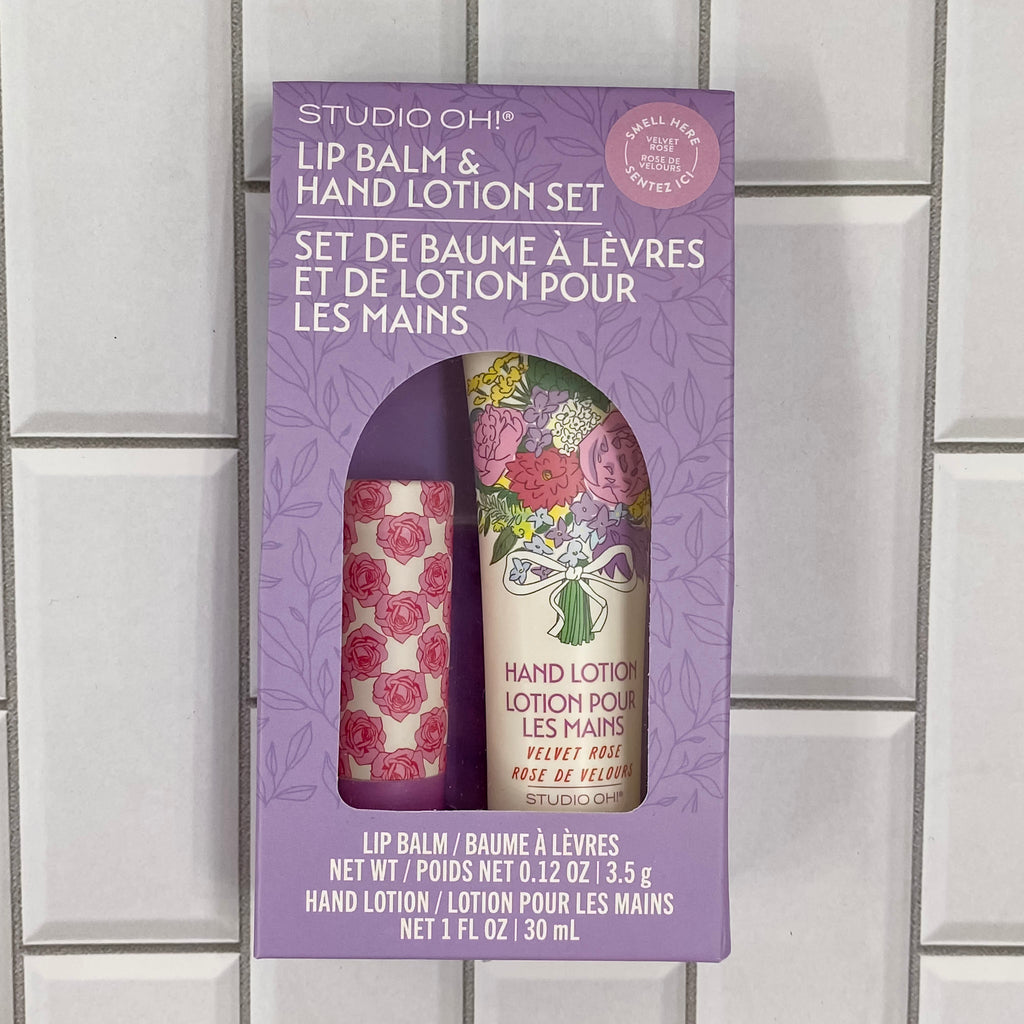 STUDIO OH!®
LIP BALM &
HAND LOTION SET
SET DE BAUME À LÈVRES
ET DE LOTION POUR
LES MAINS
SMELL HERE
VELVET
ROSE
ROSE DE
VELOURS
SENTEZ ICI
HAND LOTION
LOTION POUR
LES MAINS
VELVET ROSE
ROSE DE VELOURS
STUDIO OH!®
LIP BALM / BAUME À LÈVRES
NET WT / POIDS NET 0.12 OZ | 3.5 g
HAND LOTION / LOTION POUR LES MAINS
NET 1 FL OZ | 30 mL